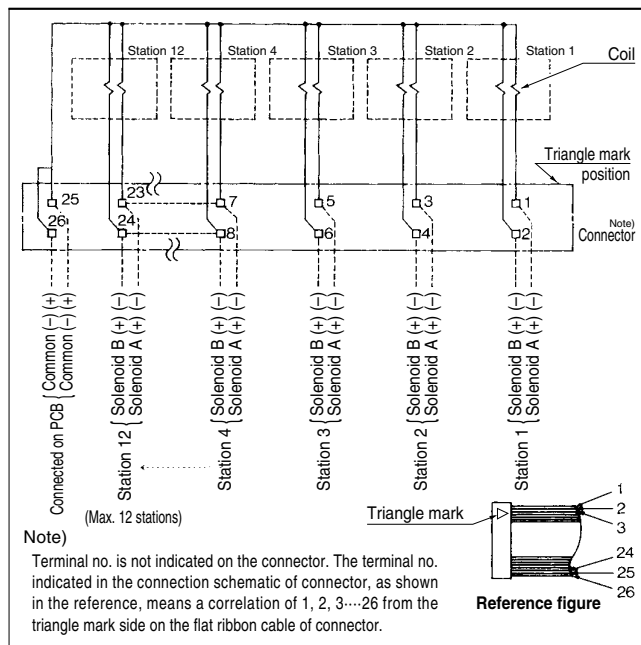 Station 12
Station 4
Station 3
Station 2
Station 1
Coil
Triangle mark
position
25
23
7
5
3
1
Note)
Connector
26
24
8
6
4
2
Connected on PCB
Common (–) (+)
Common (–) (+)
Station 12
Solenoid B (+) (–)
Solenoid A (+) (–)
Station 4
Solenoid B (+) (–)
Solenoid A (+) (–)
Station 3
Solenoid B (+) (–)
Solenoid A (+) (–)
Station 2
Solenoid B (+) (–)
Solenoid A (+) (–)
Station 1
Solenoid B (+) (–)
Solenoid A (+) (–)
(Max. 12 stations)
Triangle mark
1
2
3
24
25
26
Reference figure
Note)
Terminal no. is not indicated on the connector. The terminal no.
indicated in the connection schematic of connector, as shown
in the reference, means a correlation of 1, 2, 3····26 from the
triangle mark side on the flat ribbon cable of connector.